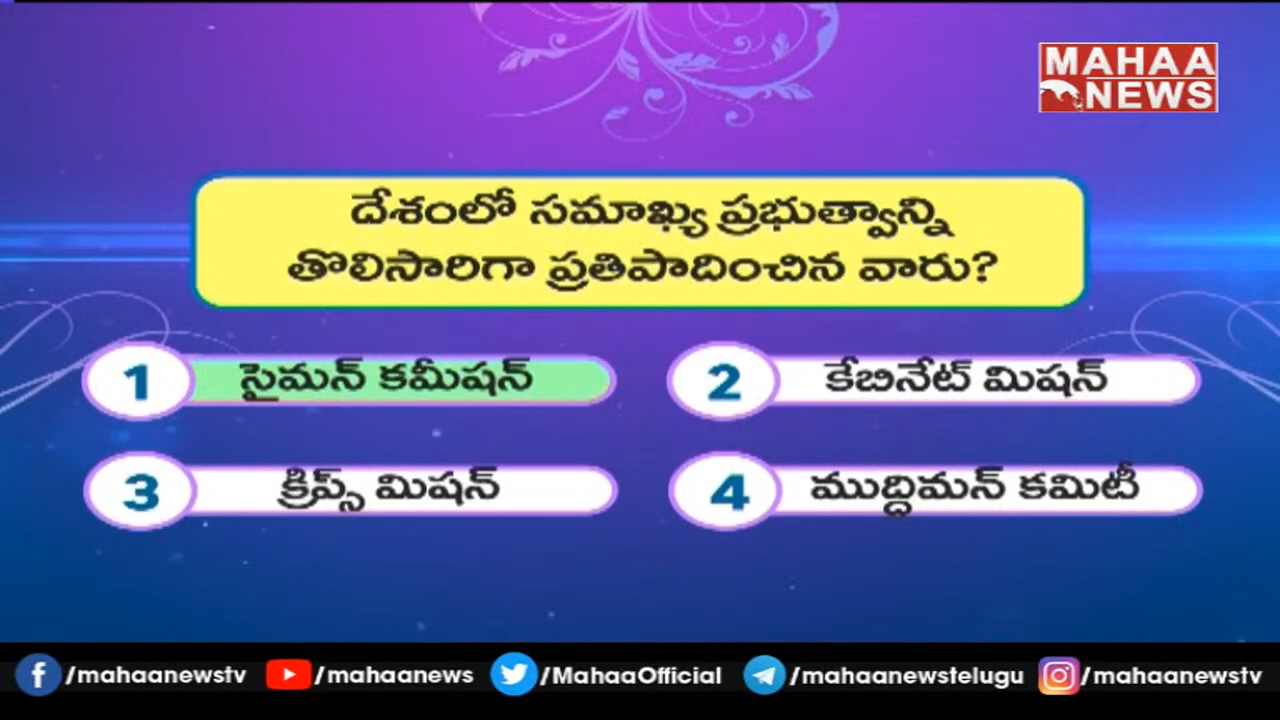 MAHAA
NEWS
దేశంలో సమాఖ్య ప్రభుత్వాన్ని
తొలిసారిగా ప్రతిపాదించిన వారు?
1 సైమన్ కమీషన్
2 కేబినేట్ మిషన్
3 క్రిప్స్ మిషన్
4 ముద్దిమన్ కమిటీ
/mahaanewstv /mahaanews /MahaaOfficial /mahaanewstelugu /mahaanewstv